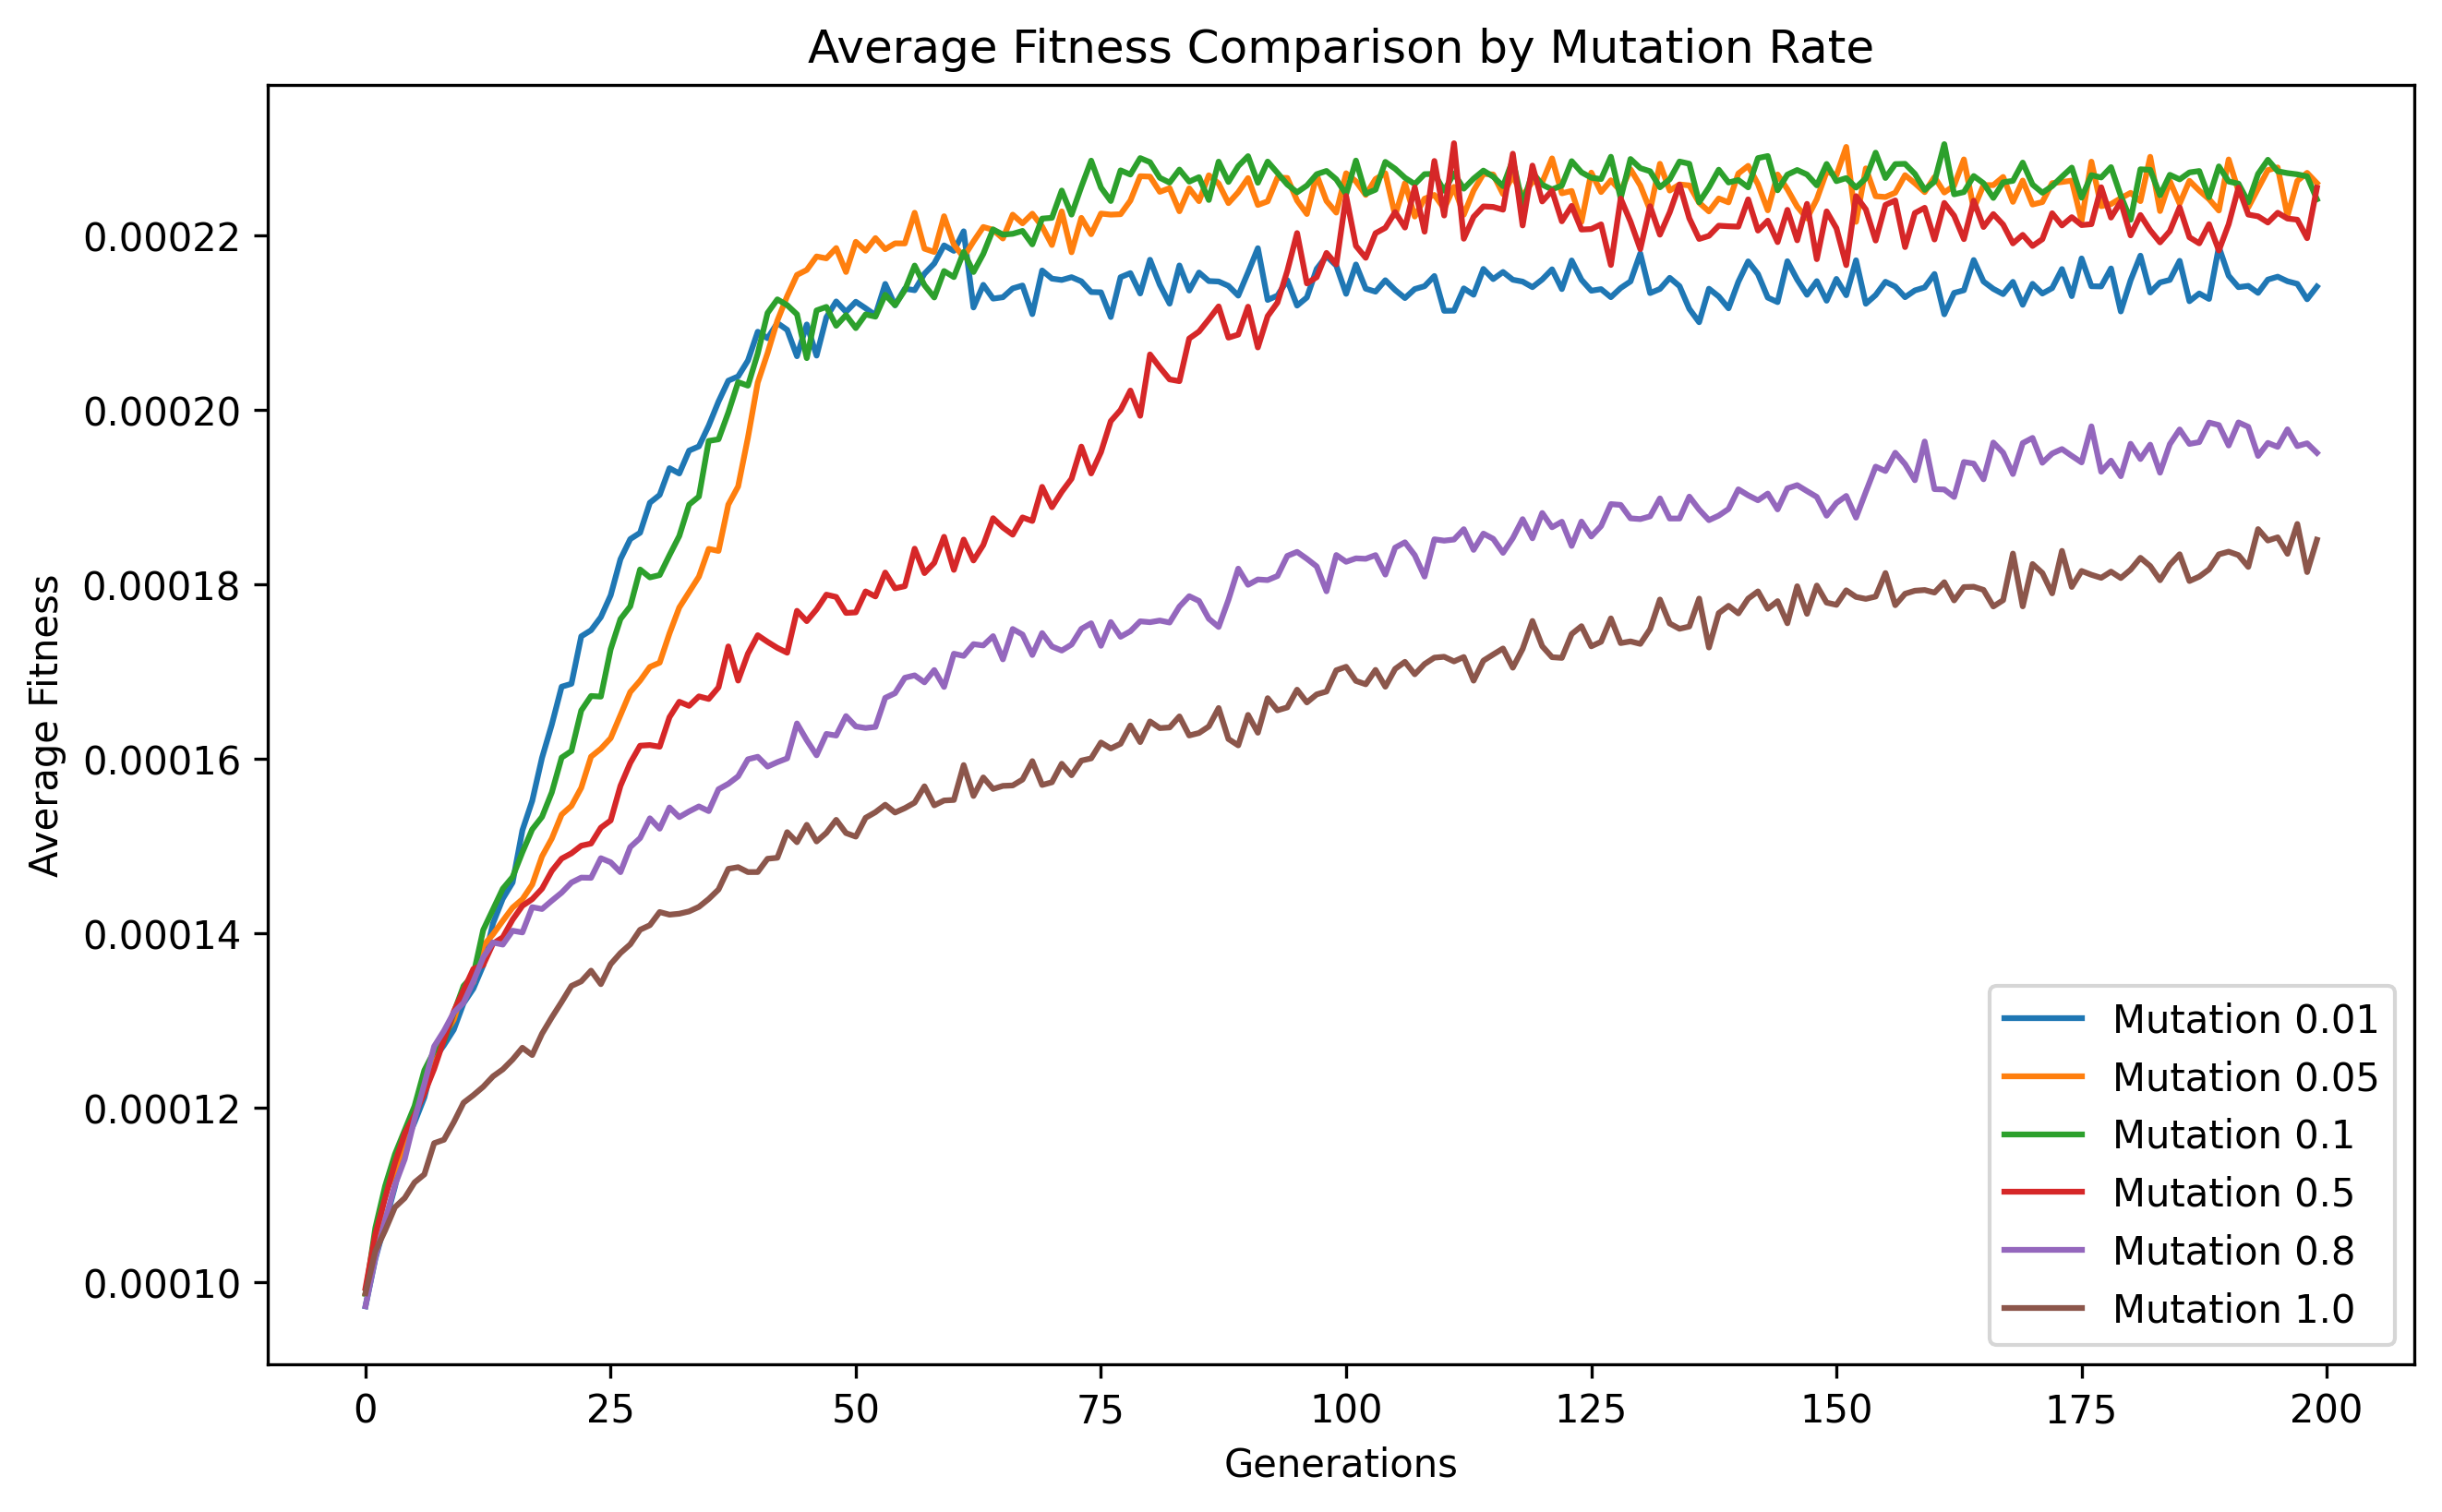 Average Fitness Comparison by Mutation Rate
Average Fitness
0.00022
0.00020
0.00018
0.00016
0.00014
0.00012
0.00010
Mutation 0.01
Mutation 0.05
Mutation 0.1
Mutation 0.5
Mutation 0.8
Mutation 1.0
0 25 50 75 100 125 150 175 200
Generations